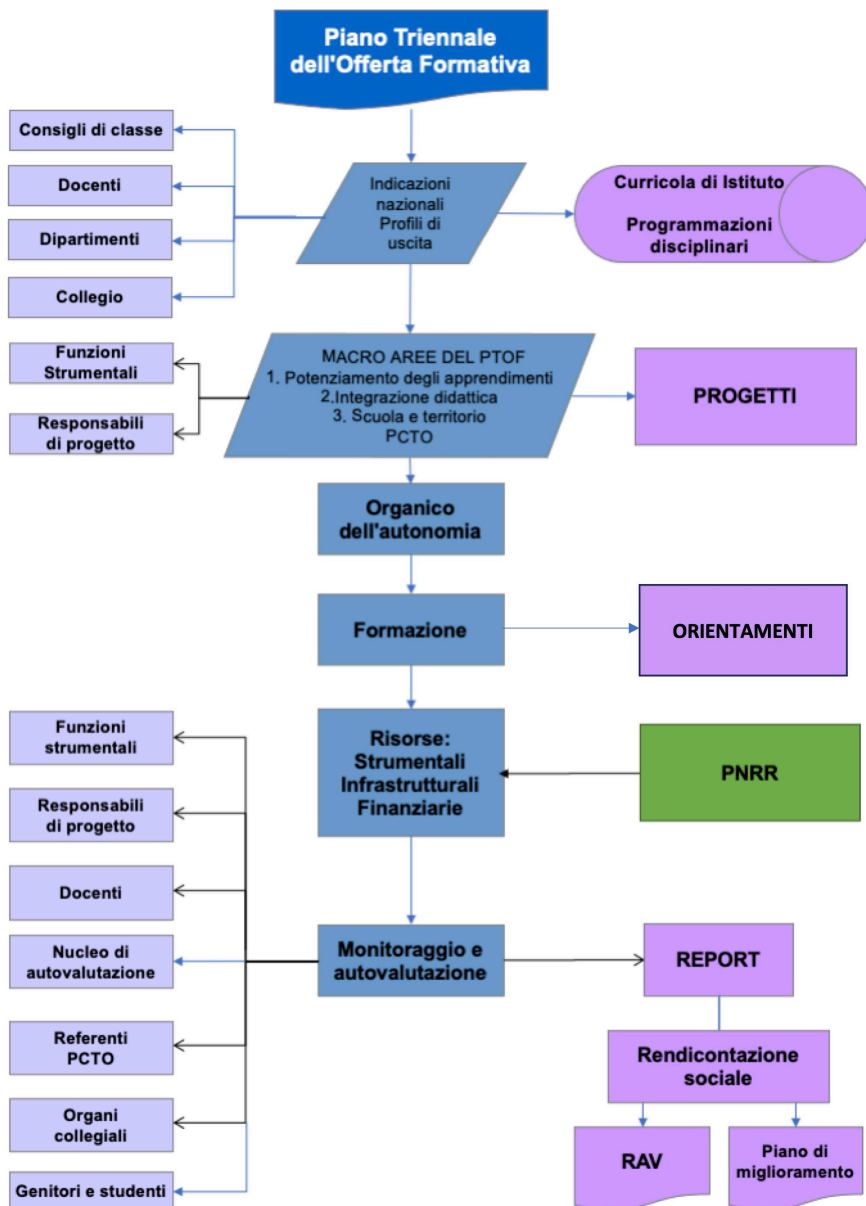 Piano Triennale
dell'Offerta Formativa
Consigli di classe
Docenti
Dipartimenti
Collegio
Indicazioni
nazionali
Profili di
uscita
Curricola di Istituto
Programmazioni
disciplinari
Funzioni
Strumentali
Responsabili
di progetto
MACRO AREE DEL PTOF
1. Potenziamento degli apprendimenti
2.Integrazione didattica
3. Scuola e territorio
PCTO
PROGETTI
Organico
dell'autonomia
Formazione
ORIENTAMENTI
Risorse:
Strumentali
Infrastrutturali
Finanziarie
PNRR
Funzioni
strumentali
Responsabili
di progetto
Docenti
Nucleo di
autovalutazione
Referenti
PCTO
Organi
collegiali
Genitori e studenti
Monitoraggio e
autovalutazione
REPORT
Rendicontazione
sociale
RAV
Piano di
miglioramento